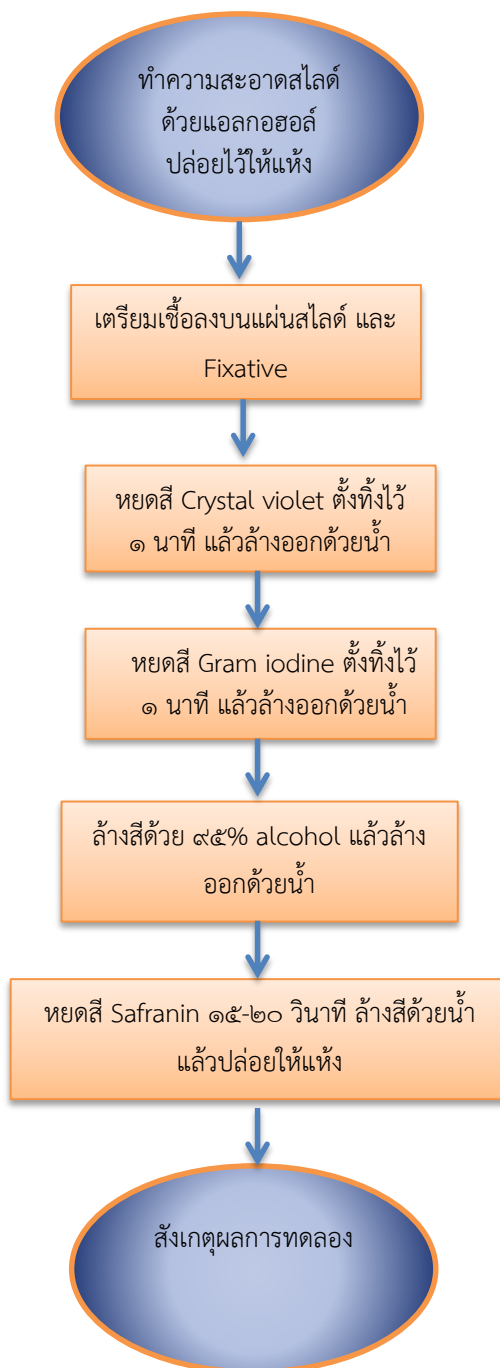 ทำความสะอาดสไลด์
ด้วยแอลกอฮอล์
ปล่อยไว้ให้แห้ง
เตรียมเชื้อลงบนแผ่นสไลด์ และ
Fixative
หยดสี Crystal violet ตั้งทิ้งไว้
๑ นาที แล้วล้างออกด้วยน้ำ
หยดสี Gram iodine ตั้งทิ้งไว้
๑ นาที แล้วล้างออกด้วยน้ำ
ล้างสีด้วย ๙๕% alcohol แล้วล้าง
ออกด้วยน้ำ
หยดสี Safranin ๑๕-๒๐ วินาที ล้างสีด้วยน้ำ
แล้วปล่อยให้แห้ง
สังเกตุผลการทดลอง